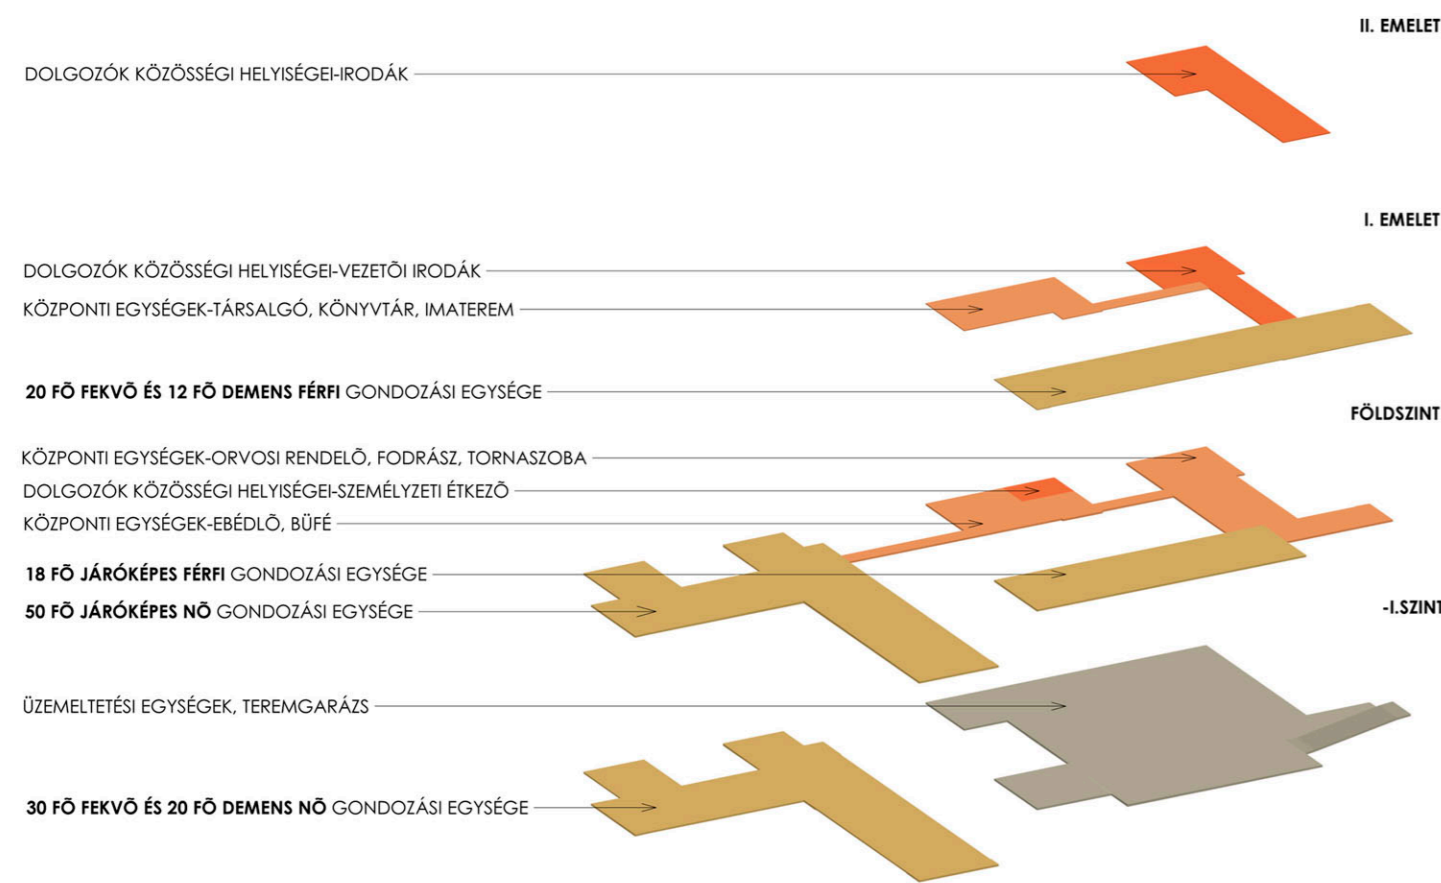 II. EMELET
DOLGOZÓK KÖZÖSSÉGI HELYISÉGEI-IRODÁK
I. EMELET
DOLGOZÓK KÖZÖSSÉGI HELYISÉGEI-VEZETÕI IRODÁK
KÖZPONTI EGYSÉGEK-TÁRSALGÓ, KÖNYVTÁR, IMATEREM
20 FÕ FEKVÕ ÉS 12 FÕ DEMENS FÉRFI GONDOZÁSI EGYSÉGE
FÖLDSZINT
KÖZPONTI EGYSÉGEK-ORVOSI RENDELÕ, FODRÁSZ, TORNASZOBA
DOLGOZÓK KÖZÖSSÉGI HELYISÉGEI-SZEMÉLYZETI ÉTKEZÕ
KÖZPONTI EGYSÉGEK-EBÉDLÕ, BÜFÉ
18 FÕ JÁRÓKÉPES FÉRFI GONDOZÁSI EGYSÉGE
50 FÕ JÁRÓKÉPES NÕ GONDOZÁSI EGYSÉGE
-I.SZINT
ÜZEMELTETÉSI EGYSÉGEK, TEREMGARÁZS
30 FÕ FEKVÕ ÉS 20 FÕ DEMENS NÕ GONDOZÁSI EGYSÉGE